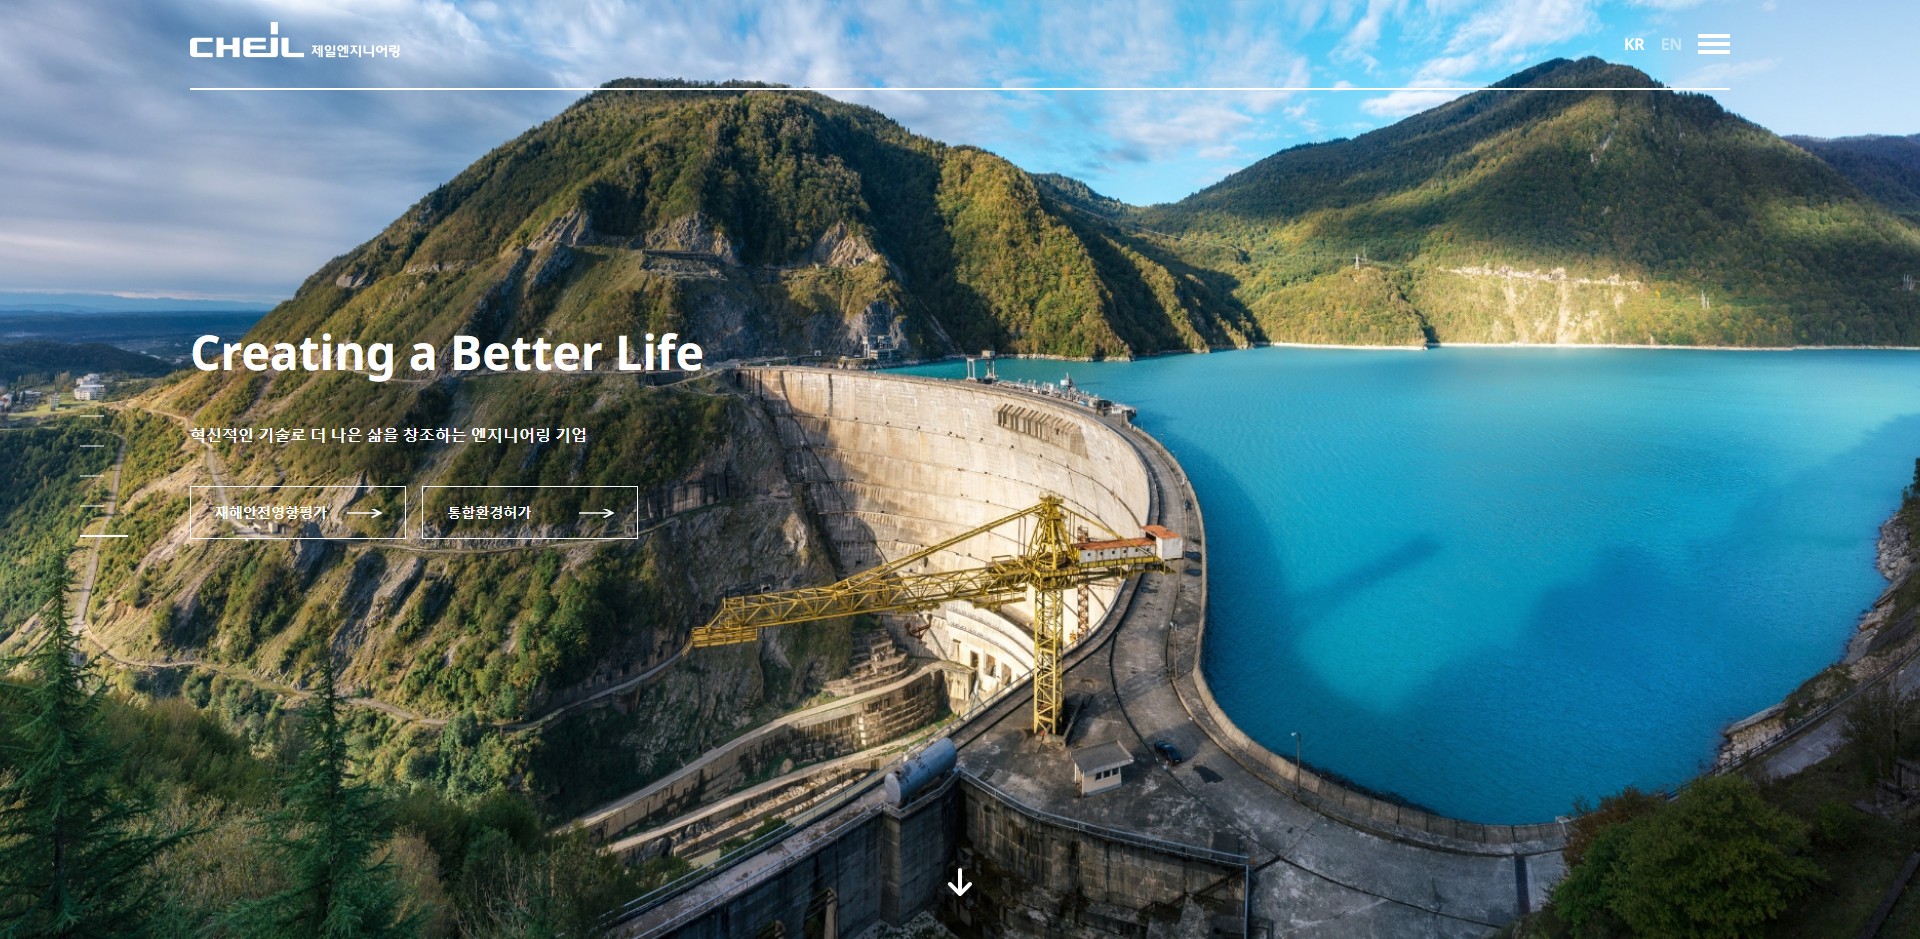 CHEIL 제일엔지니어링
KR EN
Creating a Better Life
혁신적인 기술로 더 나은 삶을 창조하는 엔지니어링 기업
재해안전영향평가
통합환경허가